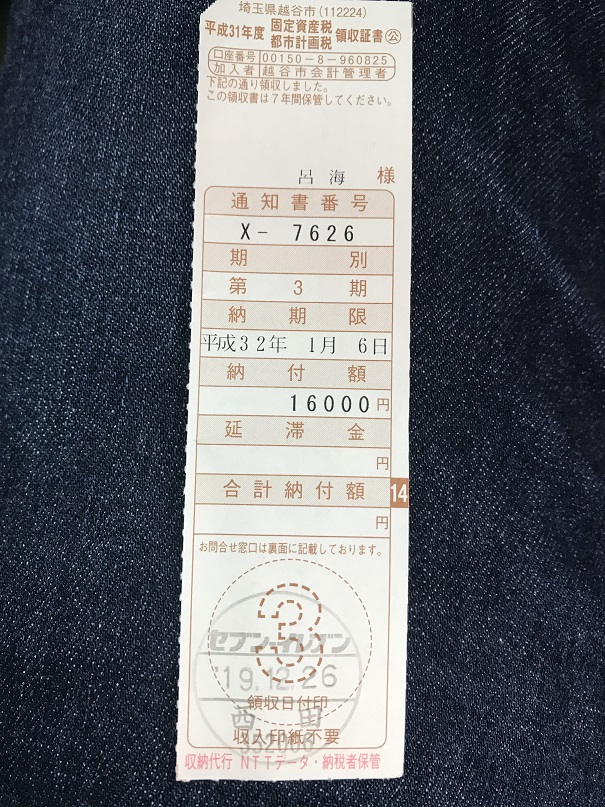 埼玉県越谷市(112224)
平成31年度 固定資産税 都市計画税 領収証書 公
口座番号 00150-8-960825
加入者 越谷市会計管理者
下記の通り領収しました。
この領収書は7年間保管してください。
呂海 様
通知書番号
X- 7626
期別
第 3 期
納期限
平成32年 1月 6日
納付額
16000円
延滞金
円
合計納付額
14
円
お問合せ窓口は裏面に記載しております。
3
セブン-イレブン
'19.12.26
領収日付印
西
収入印紙不要
収納代行 NTTデータ・納税者保管